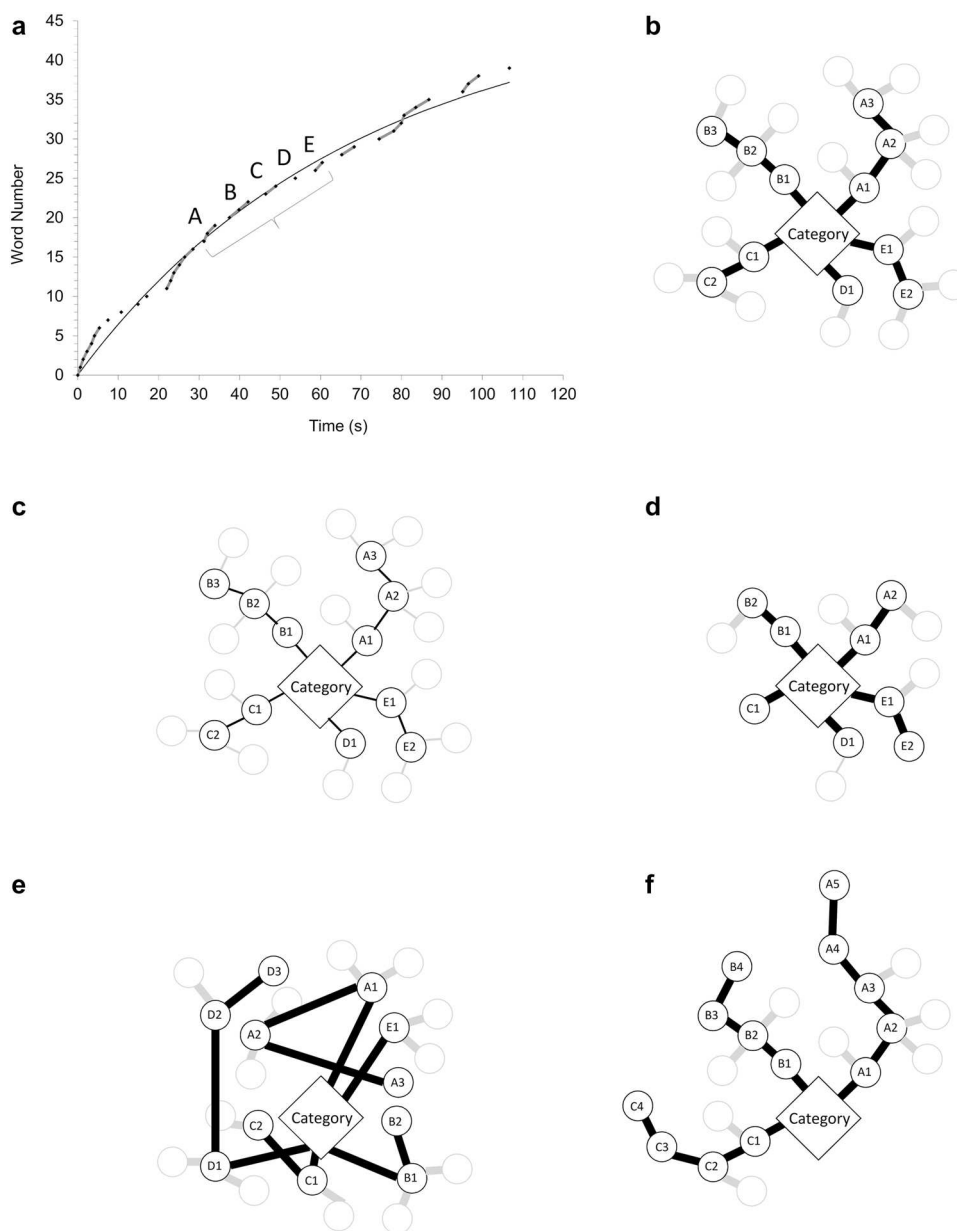 a
45
40
35
30
25
20
15
10
5
0
Word Number
A
B
C
D
E
0 10 20 30 40 50 60 70 80 90 100 110 120
Time (s)
b
A3
B3
A2
B2
B1
A1
Category
C1
E1
C2
D1
E2
c
A3
B3
B2
A2
B1
A1
Category
C1
E1
C2
D1
E2
d
B2
A2
B1
A1
Category
C1
E1
D1
E2
e
D3
A1
D2
E1
A2
A3
Category
B2
C2
D1
C1
B1
f
A5
A4
B4
A3
B3
A2
B2
B1
A1
C4
Category
C3
C1
C2